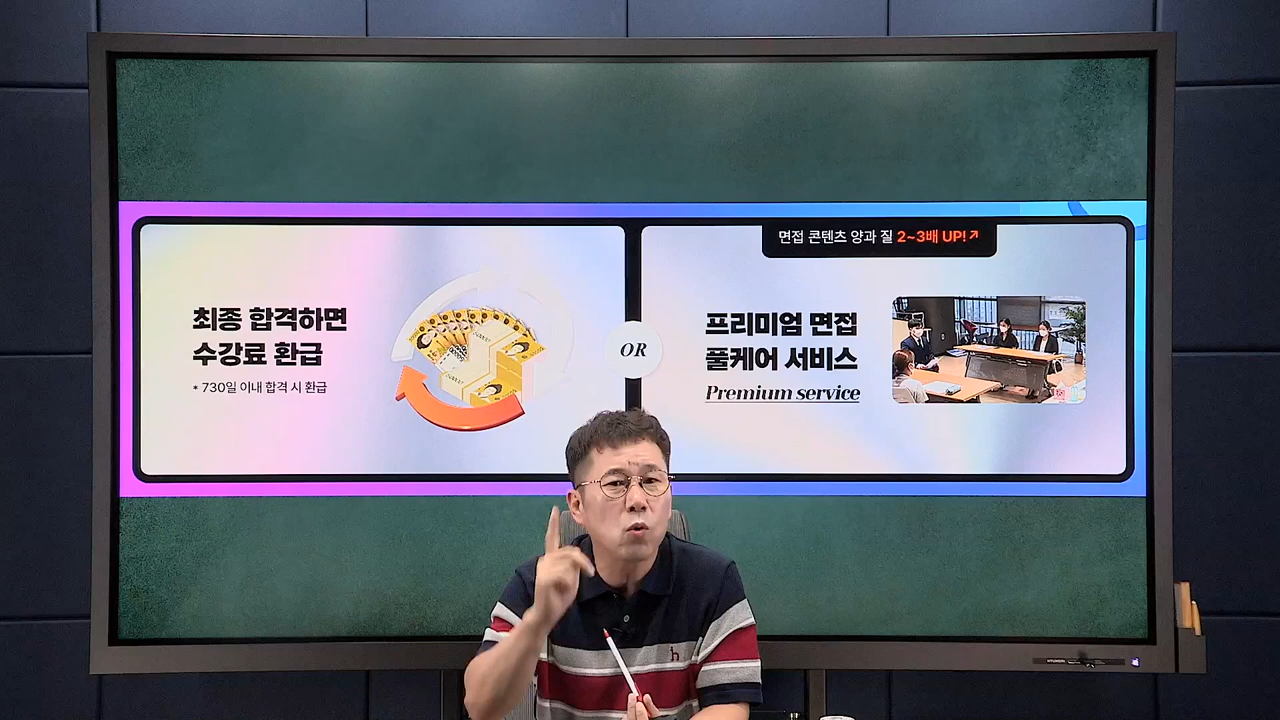 면접 콘텐츠 양과 질 2~3배 UP!↗
최종 합격하면
수강료 환급
* 730일 이내 합격 시 환급
OR
프리미엄 면접
풀케어 서비스
Premium service
HYUNDAI
h